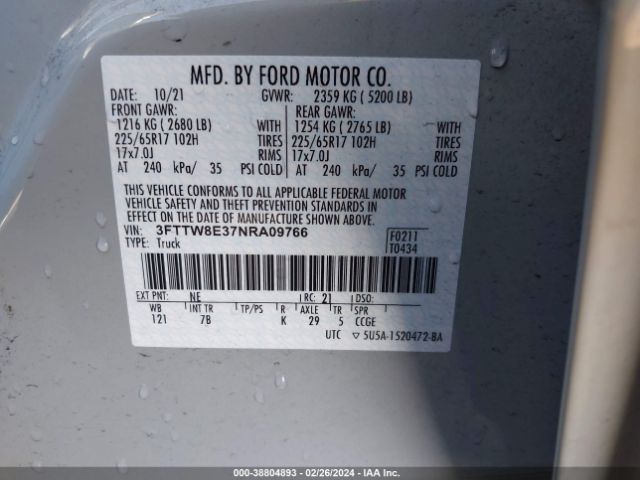 MFD. BY FORD MOTOR CO.
DATE: 10/21 GVWR: 2359 KG ( 5200 LB)
FRONT GAWR: REAR GAWR:
1216 KG ( 2680 LB) WITH 1254 KG ( 2765 LB) WITH
225/65R17 102H TIRES 225/65R17 102H TIRES
17x7.0J RIMS 17x7.0J RIMS
AT 240 kPa/ 35 PSI COLD AT 240 kPa/ 35 PSI COLD
THIS VEHICLE CONFORMS TO ALL APPLICABLE FEDERAL MOTOR
VEHICLE SAFETY AND THEFT PREVENTION STANDARDS IN
EFFECT ON THE DATE OF MANUFACTURE SHOWN ABOVE.
VIN: 3FTTW8E37NRA09766 F0211
TYPE: Truck T0434
EXT PNT: NE RC: 21 DSO:
WB INT TR TP/PS R AXLE TR SPR
121 7B K 29 5 CCGE
UTC ▽ 5U5A-1520472-BA
000-38804893 - 02/26/2024 - IAA Inc.